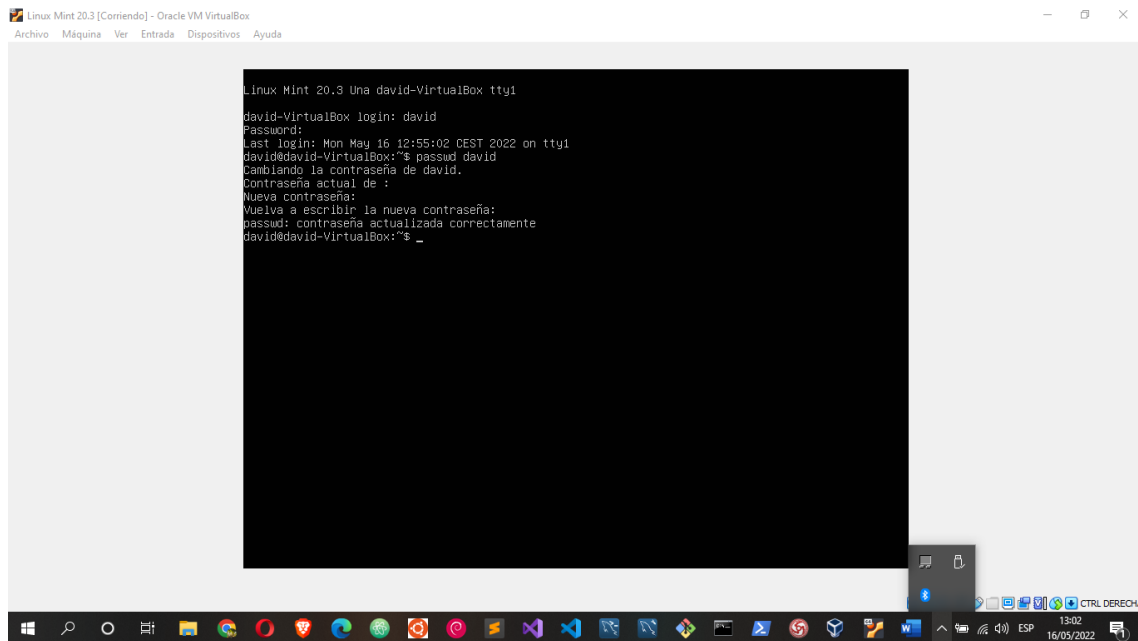 Linux Mint 20.3 [Corriendo] - Oracle VM VirtualBox
Archivo Máquina Ver Entrada Dispositivos Ayuda
Linux Mint 20.3 Una david-VirtualBox tty1
david-VirtualBox login: david
Password:
Last login: Mon May 16 12:55:02 CEST 2022 on tty1
david@david-VirtualBox:~$ passwd david
Cambiando la contraseña de david.
Contraseña actual de :
Nueva contraseña:
Vuelva a escribir la nueva contraseña:
passwd: contraseña actualizada correctamente
david@david-VirtualBox:~$ _
CTRL DERECH
ESP
13:02
16/05/2022